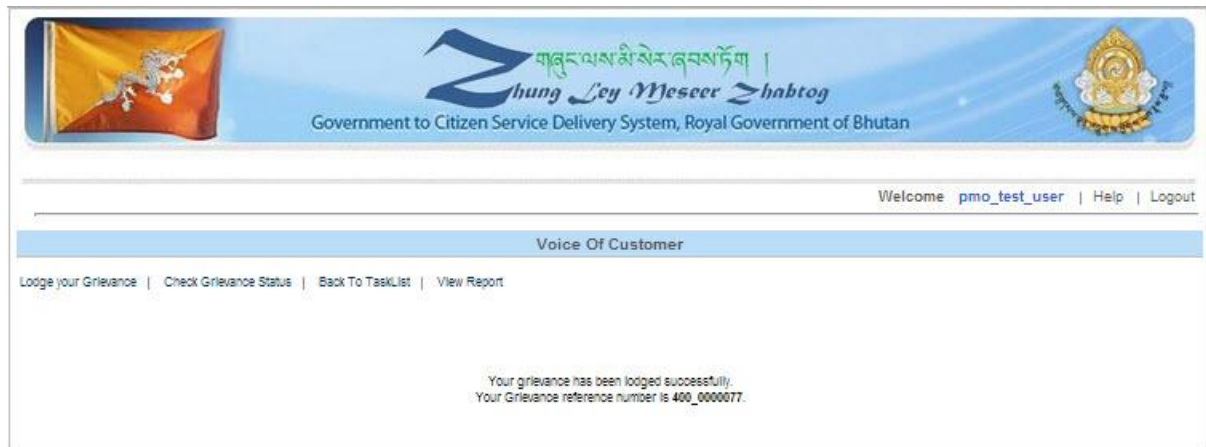 གཞུང་ལས་མི་སེར་ཞབས་ཏོག །
Zhung Ley Meseer Zhabtog
Government to Citizen Service Delivery System, Royal Government of Bhutan
Welcome pmo_test_user | Help | Logout
Voice Of Customer
Lodge your Grievance | Check Grievance Status | Back To TaskList | View Report
Your grievance has been lodged successfully.
Your Grievance reference number is 400_0000077.